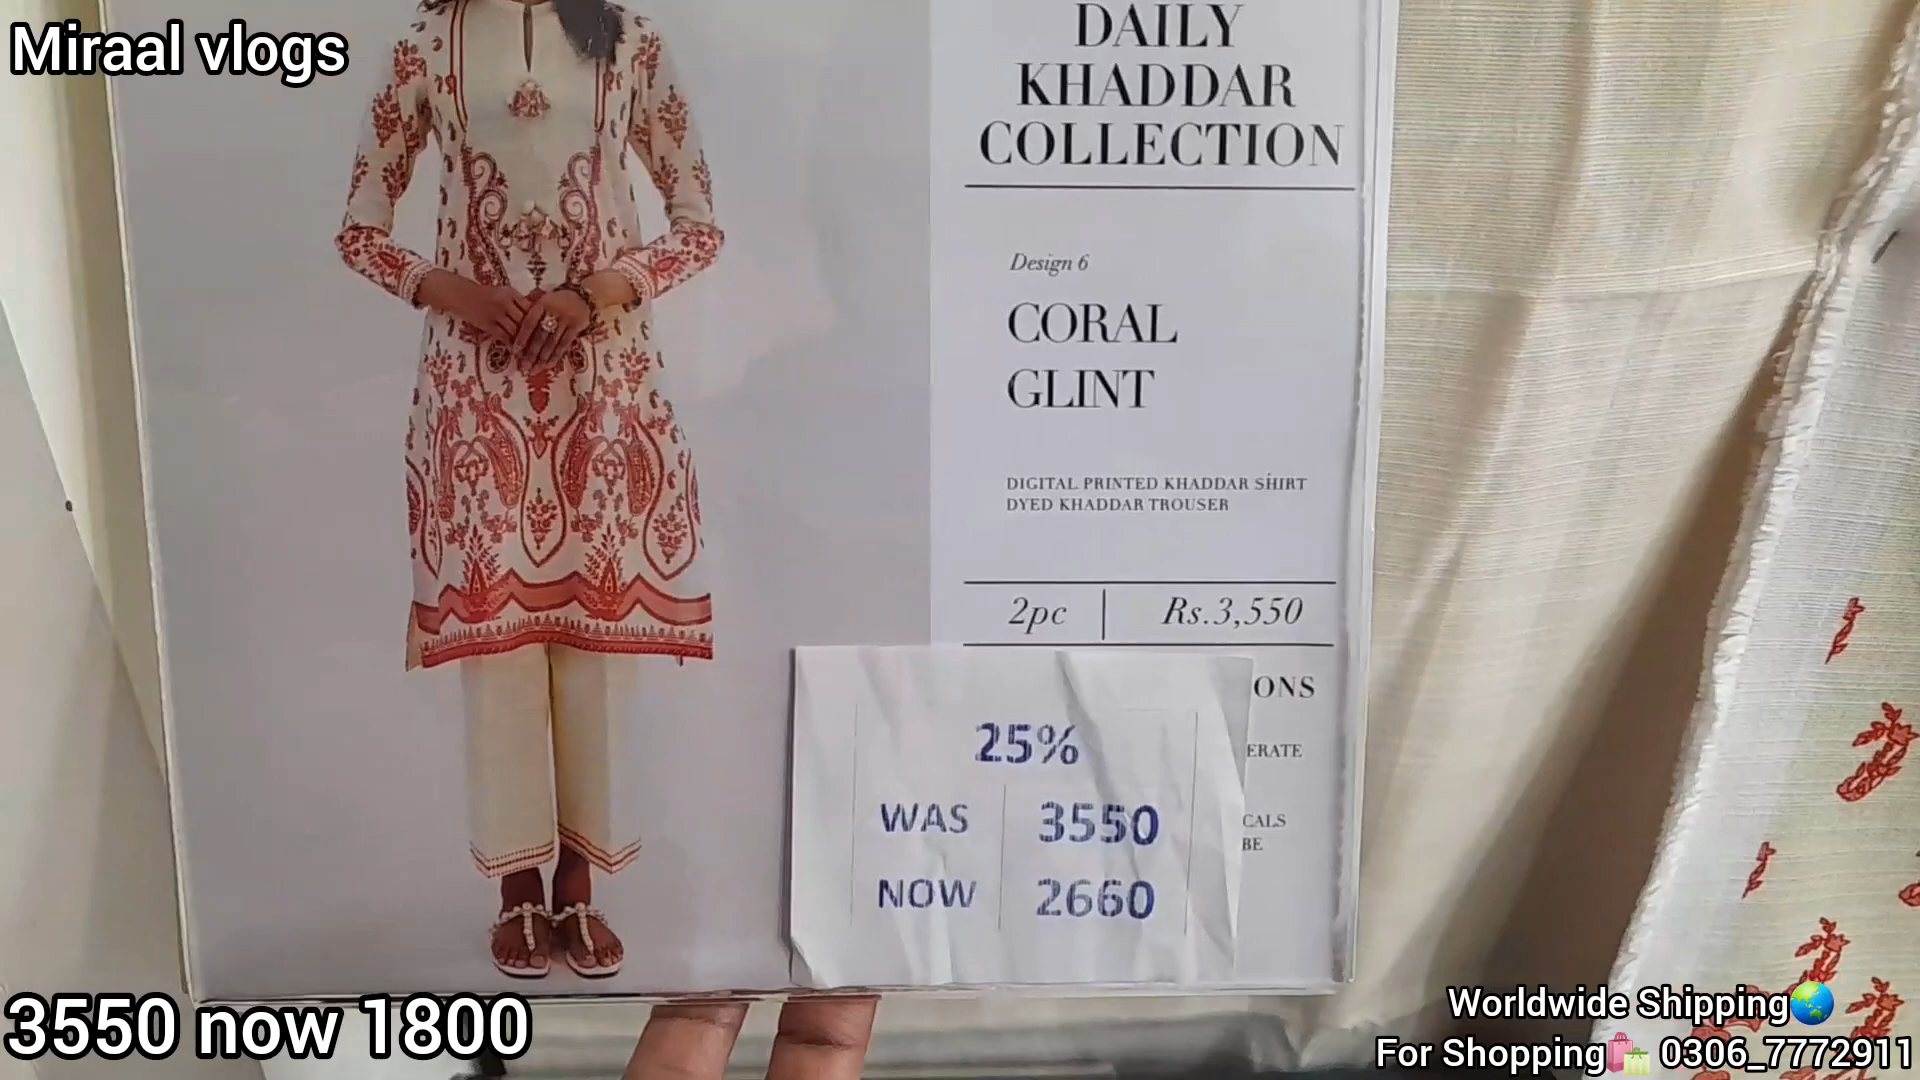 Miraal vlogs
DAILY
KHADDAR
COLLECTION
Design 6
CORAL
GLINT
DIGITAL PRINTED KHADDAR SHIRT
DYED KHADDAR TROUSER
2pc | Rs.3,550
ONS
ERATE
CALS
BE
25%
WAS 3550
NOW 2660
3550 now 1800
Worldwide Shipping🌏
For Shopping🛍️ 0306_7772911